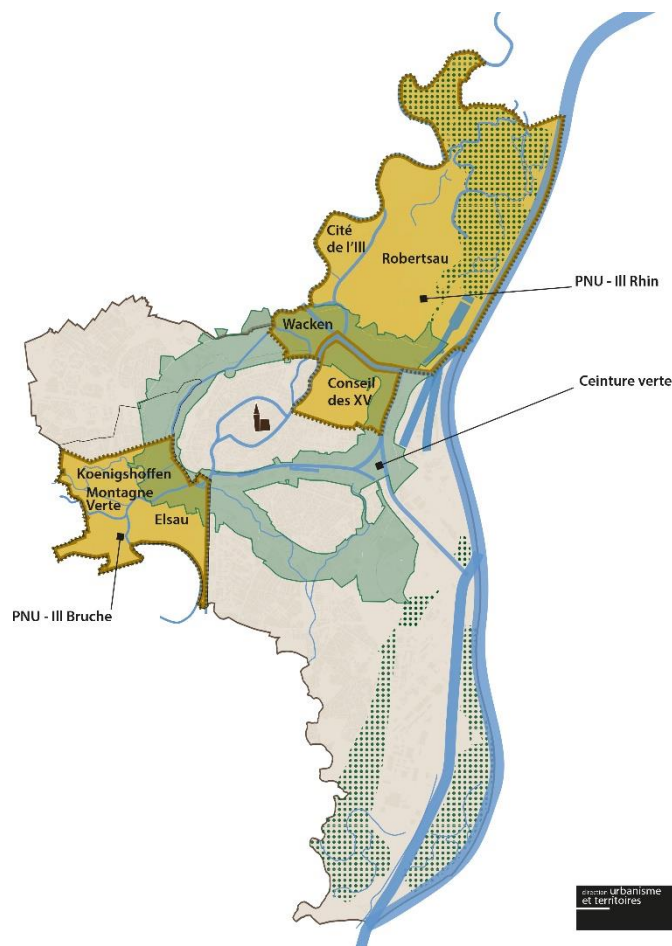 Cité
de l'Ill
Robertsau
PNU - Ill Rhin
Wacken
Ceinture verte
Conseil
des XV
Koenigshoffen
Montagne
Verte
Elsau
PNU - Ill Bruche
direction urbanisme
et territoires